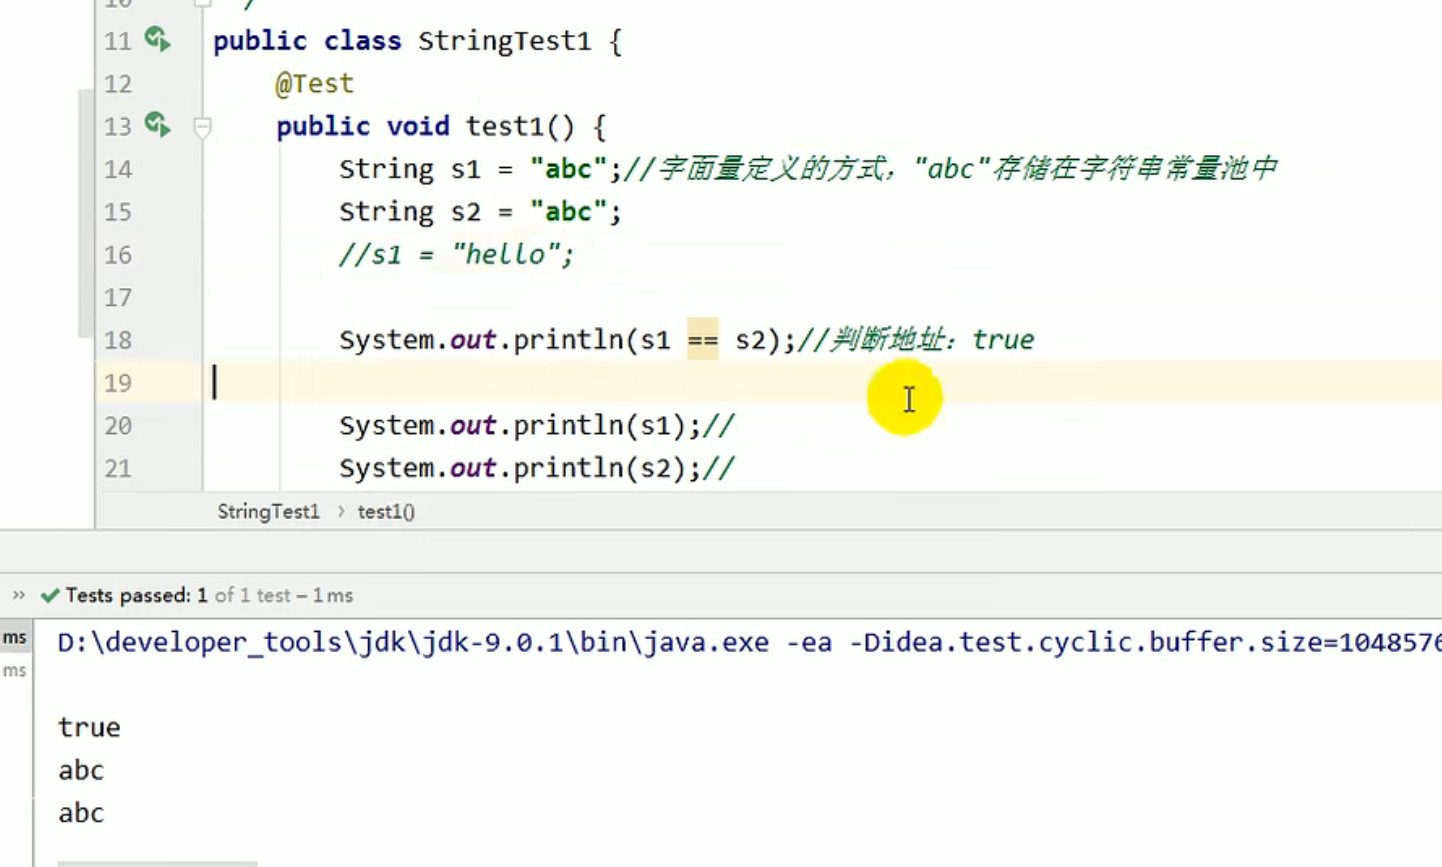 10 */
11 public class StringTest1 {
12 @Test
13 public void test1() {
14 String s1 = "abc";//字面量定义的方式，"abc"存储在字符串常量池中
15 String s2 = "abc";
16 //s1 = "hello";
17
18 System.out.println(s1 == s2);//判断地址：true
19
20 System.out.println(s1);//
21 System.out.println(s2);//
StringTest1 › test1()
» Tests passed: 1 of 1 test – 1 ms
ms D:\developer_tools\jdk\jdk-9.0.1\bin\java.exe -ea -Didea.test.cyclic.buffer.size=1048576
ms
true
abc
abc